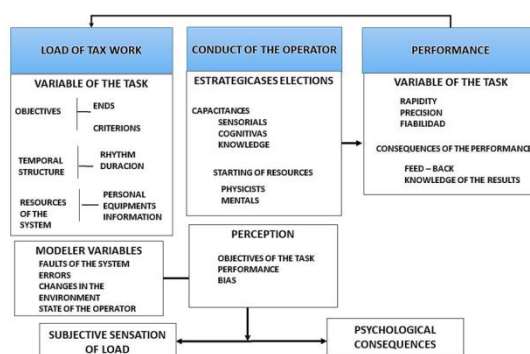 LOAD OF TAX WORK
VARIABLE OF THE TASK
OBJECTIVES
ENDS
CRITERIONS
TEMPORAL STRUCTURE
RHYTHM
DURACION
RESOURCES OF THE SYSTEM
PERSONAL
EQUIPMENTS
INFORMATION
CONDUCT OF THE OPERATOR
ESTRATEGICASES ELECTIONS
CAPACITANCES
SENSORIALS
COGNITIVAS
KNOWLEDGE
STARTING OF RESOURCES
PHYSICISTS
MENTALS
PERFORMANCE
VARIABLE OF THE TASK
RAPIDITY
PRECISION
FIABILIDAD
CONSEQUENCES OF THE PERFORMANCE
FEED – BACK
KNOWLEDGE OF THE RESULTS
MODELER VARIABLES
FAULTS OF THE SYSTEM
ERRORS
CHANGES IN THE
ENVIRONMENT
STATE OF THE OPERATOR
PERCEPTION
OBJECTIVES OF THE TASK
PERFORMANCE
BIAS
SUBJECTIVE SENSATION
OF LOAD
PSYCHOLOGICAL
CONSEQUENCES